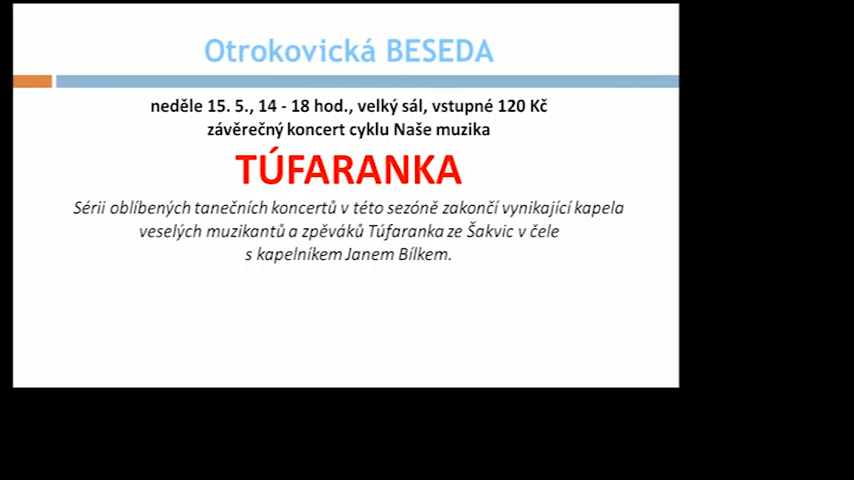 Otrokovická BESEDA
neděle 15. 5., 14 - 18 hod., velký sál, vstupné 120 Kč
závěrečný koncert cyklu Naše muzika
TÚFARANKA
Sérii oblíbených tanečních koncertů v této sezóně zakončí vynikající kapela
veselých muzikantů a zpěváků Túfaranka ze Šakvic v čele
s kapelníkem Janem Bílkem.